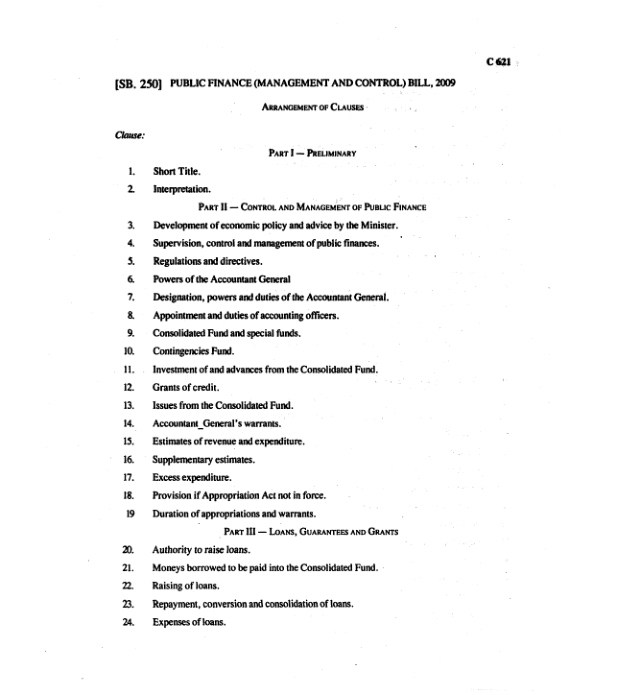 C 621
[SB. 250] PUBLIC FINANCE (MANAGEMENT AND CONTROL) BILL, 2009
ARRANGEMENT OF CLAUSES
Clause:
PART I — PRELIMINARY
1. Short Title.
2. Interpretation.
PART II — CONTROL AND MANAGEMENT OF PUBLIC FINANCE
3. Development of economic policy and advice by the Minister.
4. Supervision, control and management of public finances.
5. Regulations and directives.
6. Powers of the Accountant General
7. Designation, powers and duties of the Accountant General.
8. Appointment and duties of accounting officers.
9. Consolidated Fund and special funds.
10. Contingencies Fund.
11. Investment of and advances from the Consolidated Fund.
12. Grants of credit.
13. Issues from the Consolidated Fund.
14. Accountant_General's warrants.
15. Estimates of revenue and expenditure.
16. Supplementary estimates.
17. Excess expenditure.
18. Provision if Appropriation Act not in force.
19 Duration of appropriations and warrants.
PART III — LOANS, GUARANTEES AND GRANTS
20. Authority to raise loans.
21. Moneys borrowed to be paid into the Consolidated Fund.
22. Raising of loans.
23. Repayment, conversion and consolidation of loans.
24. Expenses of loans.